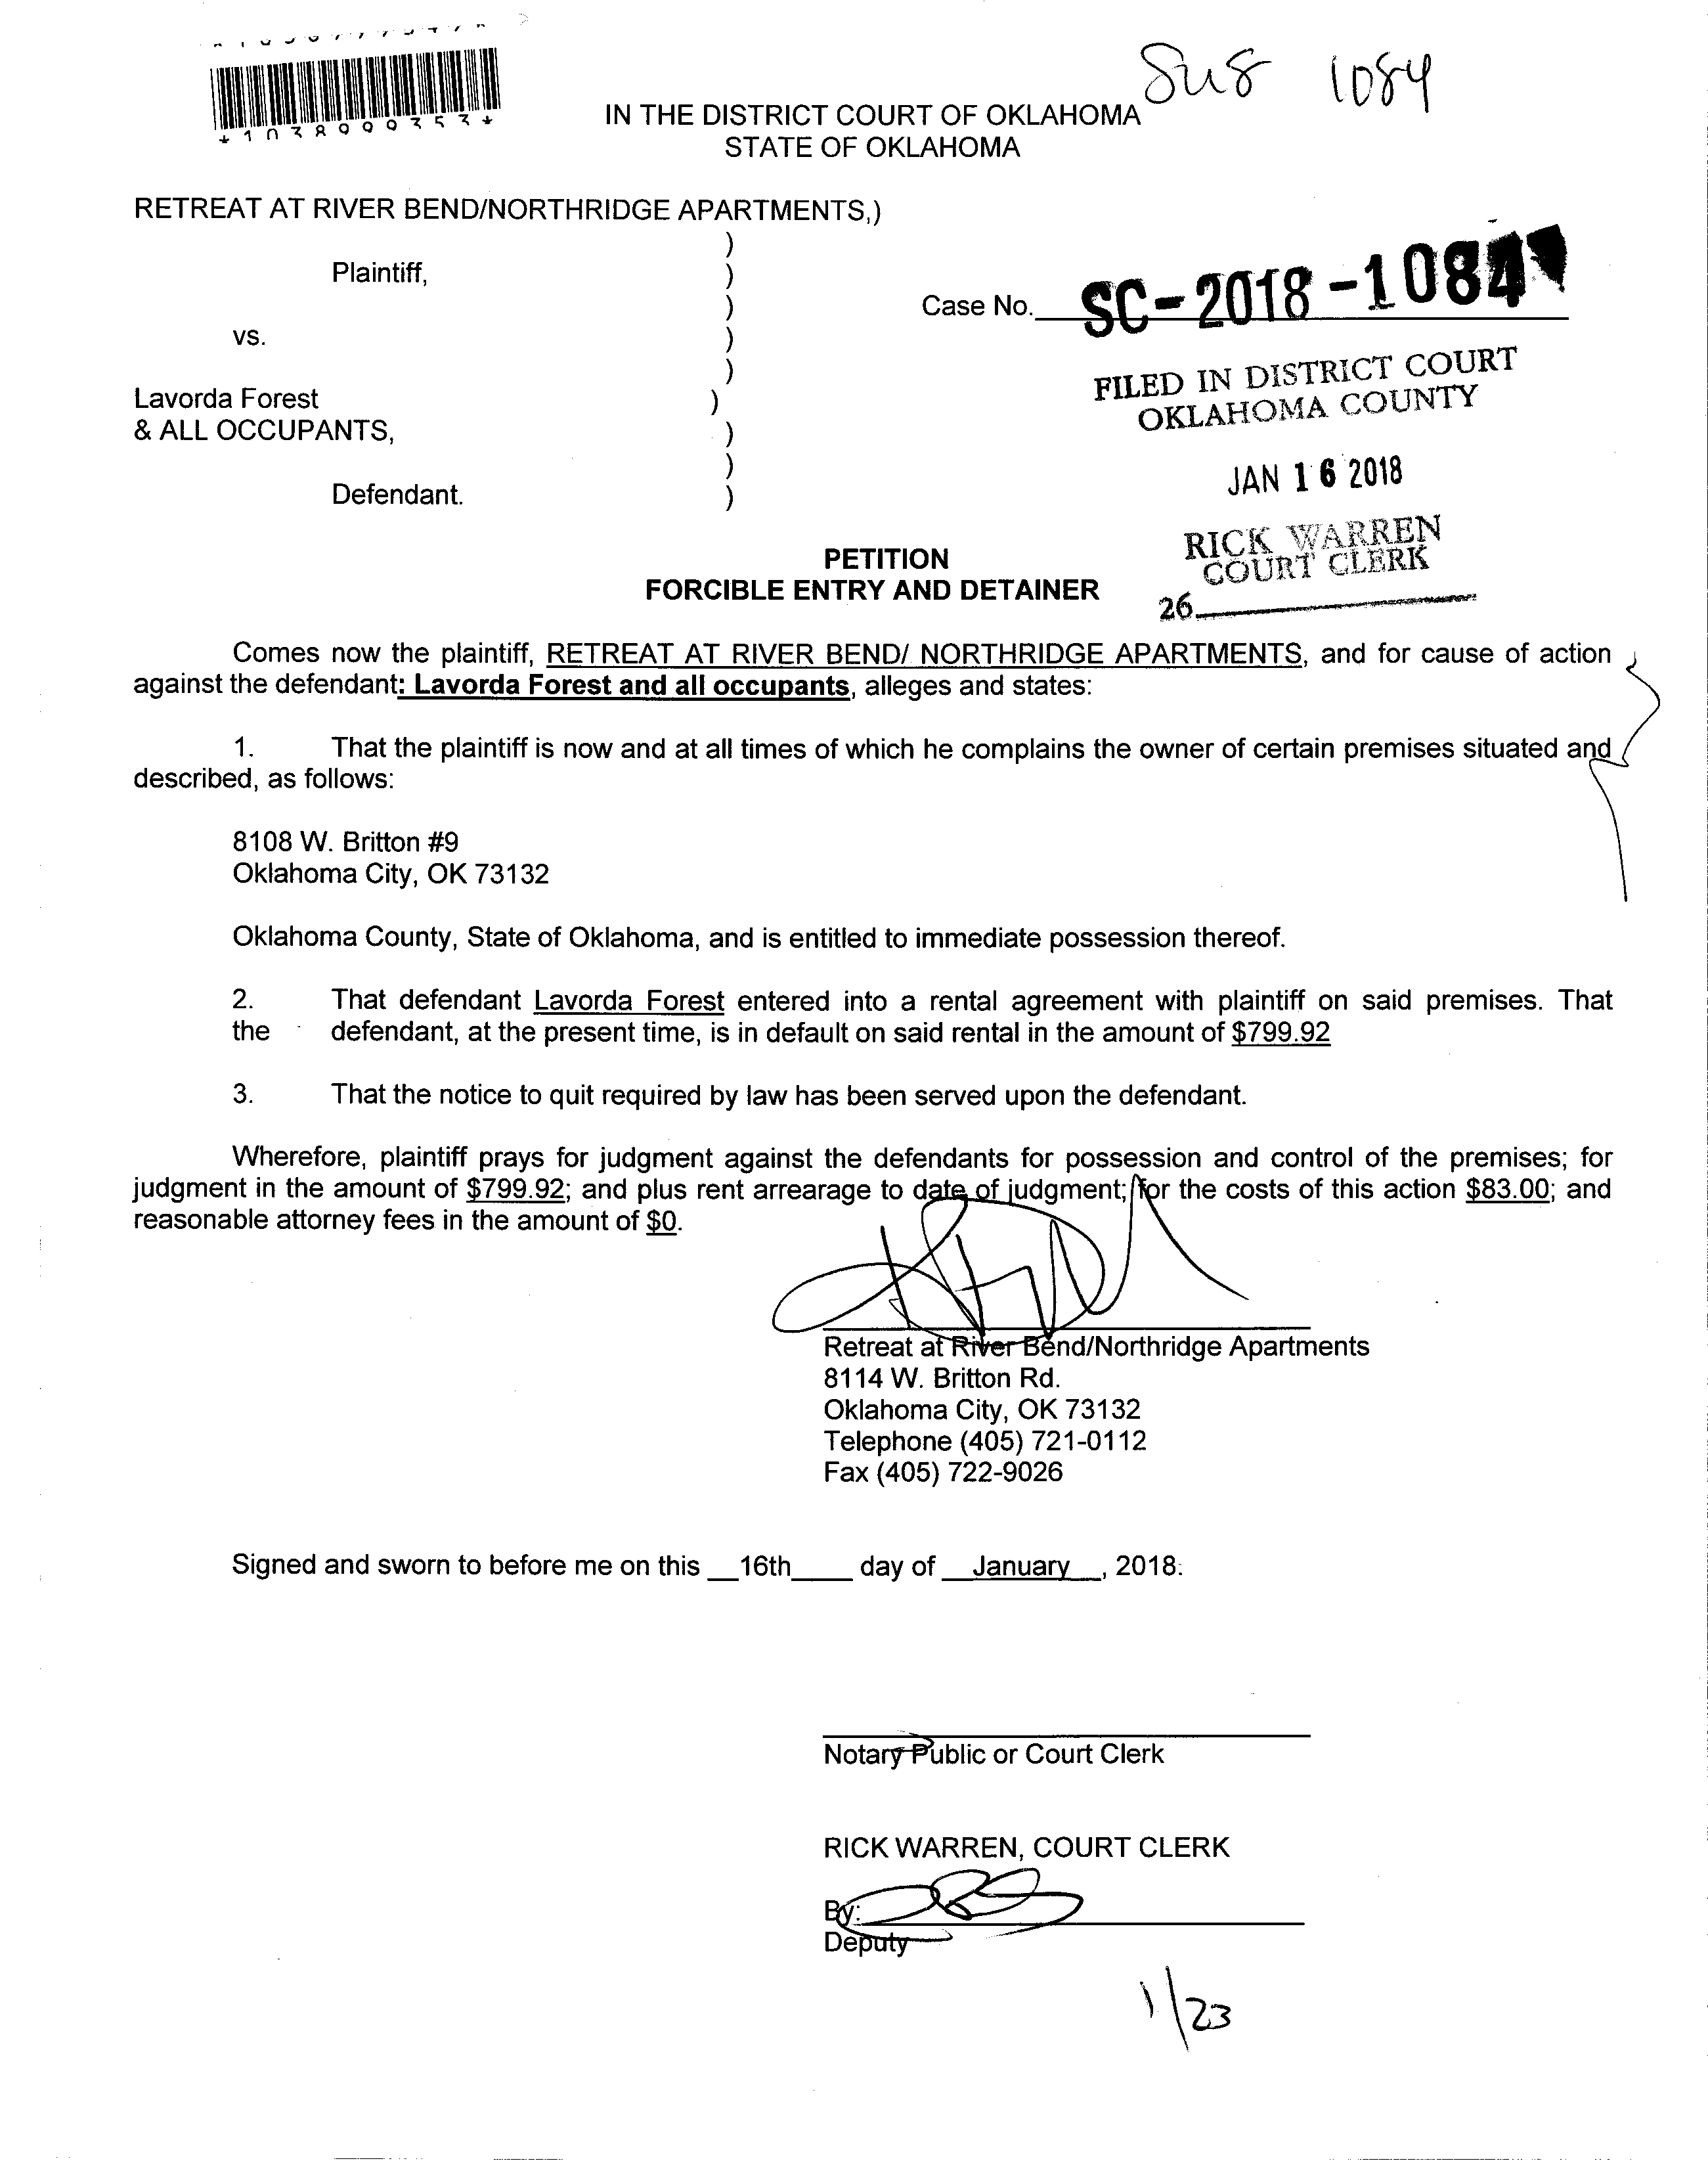 Sus 1084
*1038999353*
IN THE DISTRICT COURT OF OKLAHOMA
STATE OF OKLAHOMA
RETREAT AT RIVER BEND/NORTHRIDGE APARTMENTS,)
)
Plaintiff, )
Case No. SC-2018-1084
)
vs. )
)
Lavorda Forest )
& ALL OCCUPANTS, )
)
Defendant. )
FILED IN DISTRICT COURT
OKLAHOMA COUNTY
JAN 16 2018
RICK WARREN
COURT CLERK
26
PETITION
FORCIBLE ENTRY AND DETAINER
Comes now the plaintiff, RETREAT AT RIVER BEND/ NORTHRIDGE APARTMENTS, and for cause of action
against the defendant: Lavorda Forest and all occupants, alleges and states:
1. That the plaintiff is now and at all times of which he complains the owner of certain premises situated and
described, as follows:
8108 W. Britton #9
Oklahoma City, OK 73132
Oklahoma County, State of Oklahoma, and is entitled to immediate possession thereof.
2. That defendant Lavorda Forest entered into a rental agreement with plaintiff on said premises. That
the defendant, at the present time, is in default on said rental in the amount of $799.92
3. That the notice to quit required by law has been served upon the defendant.
Wherefore, plaintiff prays for judgment against the defendants for possession and control of the premises; for
judgment in the amount of $799.92; and plus rent arrearage to date of judgment; for the costs of this action $83.00; and
reasonable attorney fees in the amount of $0.
Retreat at River Bend/Northridge Apartments
8114 W. Britton Rd.
Oklahoma City, OK 73132
Telephone (405) 721-0112
Fax (405) 722-9026
Signed and sworn to before me on this __16th____ day of __January__, 2018.
Notary Public or Court Clerk
RICK WARREN, COURT CLERK
By:
Deputy
1/23